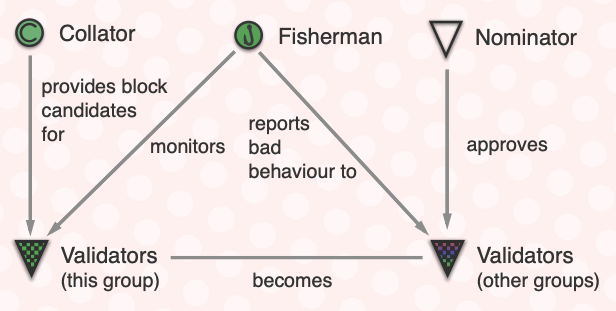 Collator
Fisherman
Nominator
provides block
candidates
for
monitors
reports
bad
behaviour to
approves
Validators
(this group)
becomes
Validators
(other groups)